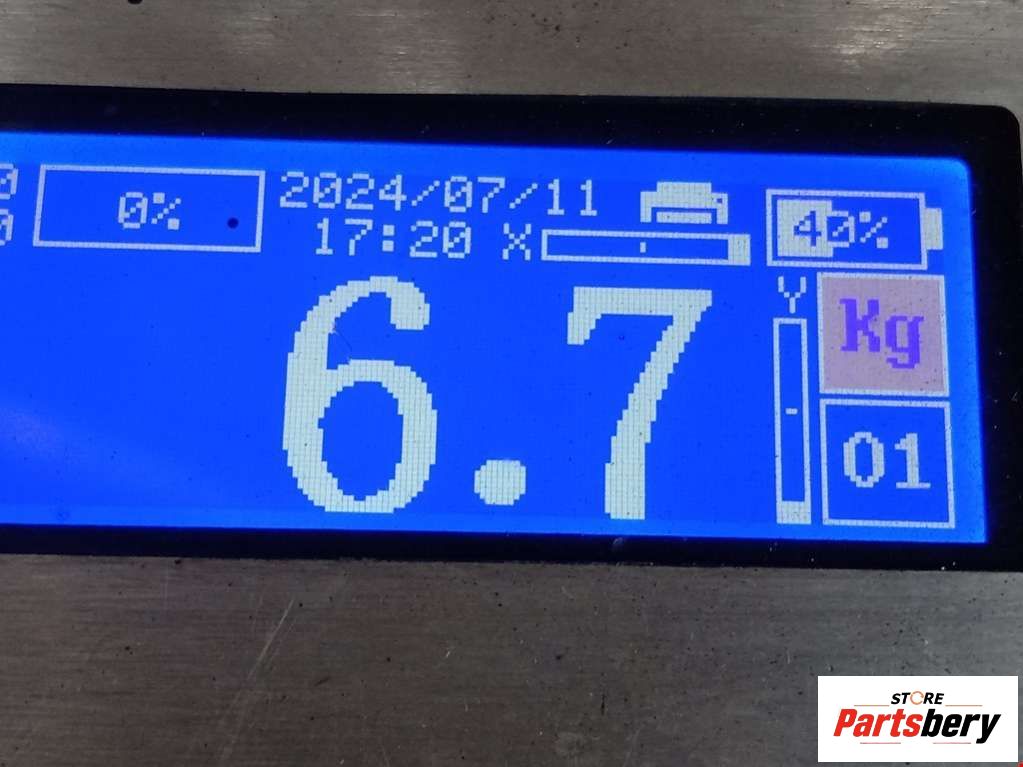 0%
2024/07/11
17:20 X
40%
Y
Kg
6.7
01
STORE
Partsbery